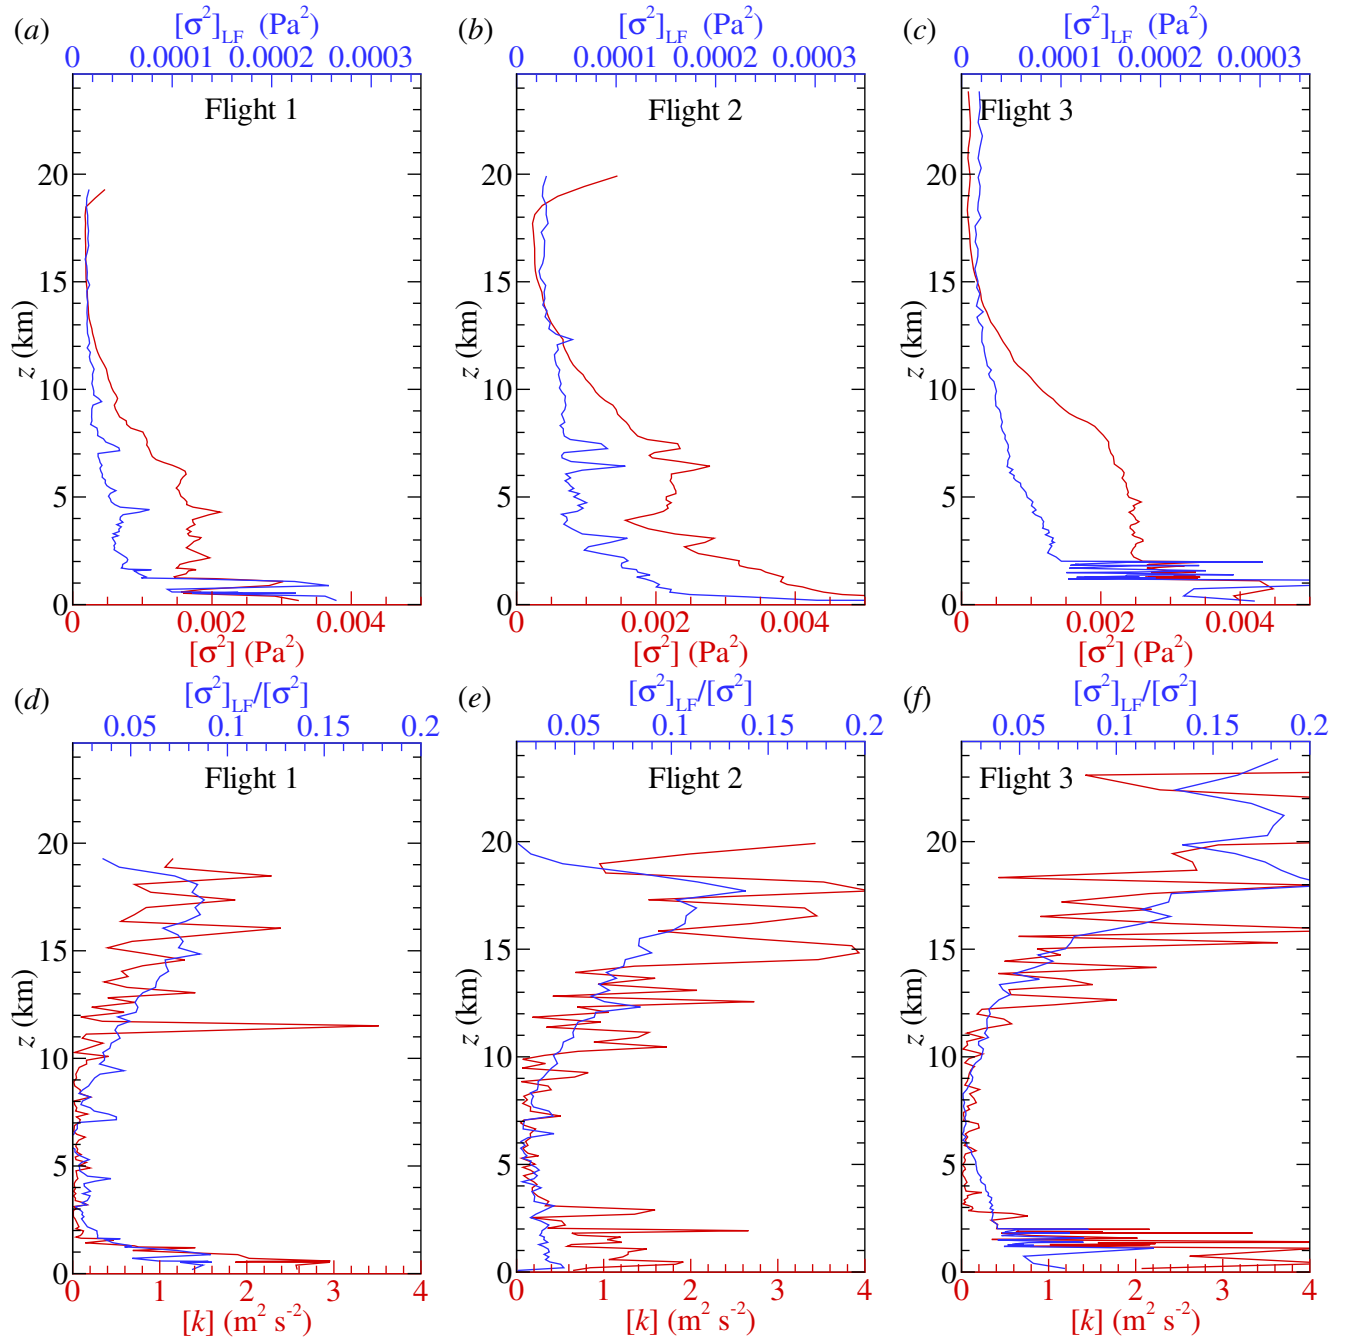 (a) [σ²]LF (Pa²)
0 0.0001 0.0002 0.0003
Flight 1
20
15
z (km)
10
5
0
0 0.002 0.004
[σ²] (Pa²)
(b) [σ²]LF (Pa²)
0 0.0001 0.0002 0.0003
Flight 2
20
15
z (km)
10
5
0
0 0.002 0.004
[σ²] (Pa²)
(c) [σ²]LF (Pa²)
0 0.0001 0.0002 0.0003
Flight 3
20
15
z (km)
10
5
0
0 0.002 0.004
[σ²] (Pa²)
(d) [σ²]LF/[σ²]
0.05 0.1 0.15 0.2
Flight 1
20
15
z (km)
10
5
0
0 1 2 3 4
[k] (m² s⁻²)
(e) [σ²]LF/[σ²]
0.05 0.1 0.15 0.2
Flight 2
20
15
z (km)
10
5
0
0 1 2 3 4
[k] (m² s⁻²)
(f) [σ²]LF/[σ²]
0.05 0.1 0.15 0.2
Flight 3
20
15
z (km)
10
5
0
0 1 2 3 4
[k] (m² s⁻²)